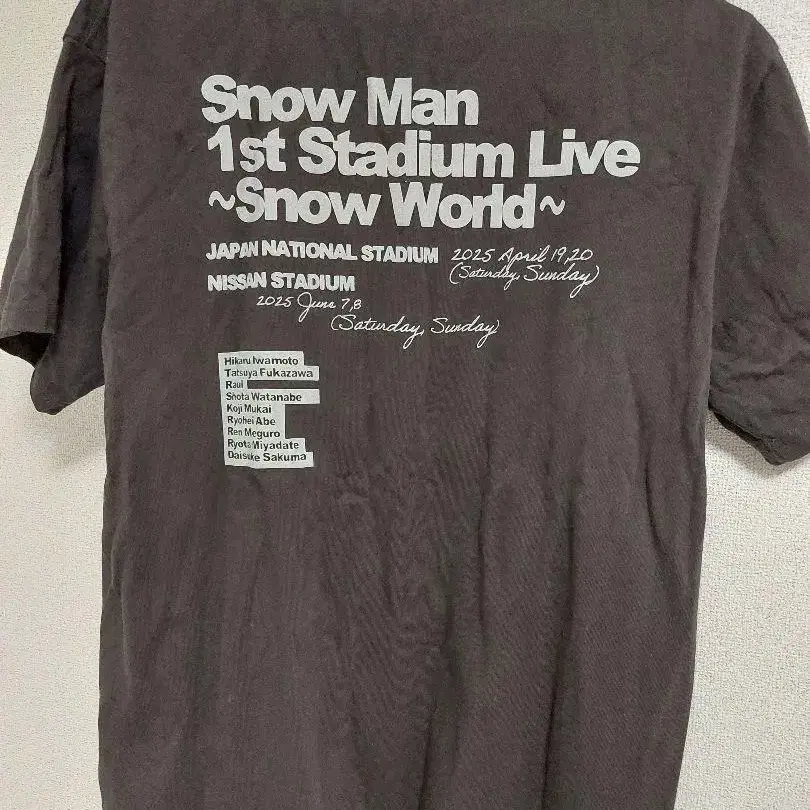 Snow Man
1st Stadium Live
~Snow World~
JAPAN NATIONAL STADIUM 2025 April 19,20
(Saturday, Sunday)
NISSAN STADIUM
2025 June 7,8
(Saturday, Sunday)
Hikaru Iwamoto
Tatsuya Fukazawa
Raul
Shota Watanabe
Koji Mukai
Ryohei Abe
Ren Meguro
Ryota Miyadate
Daisuke Sakuma